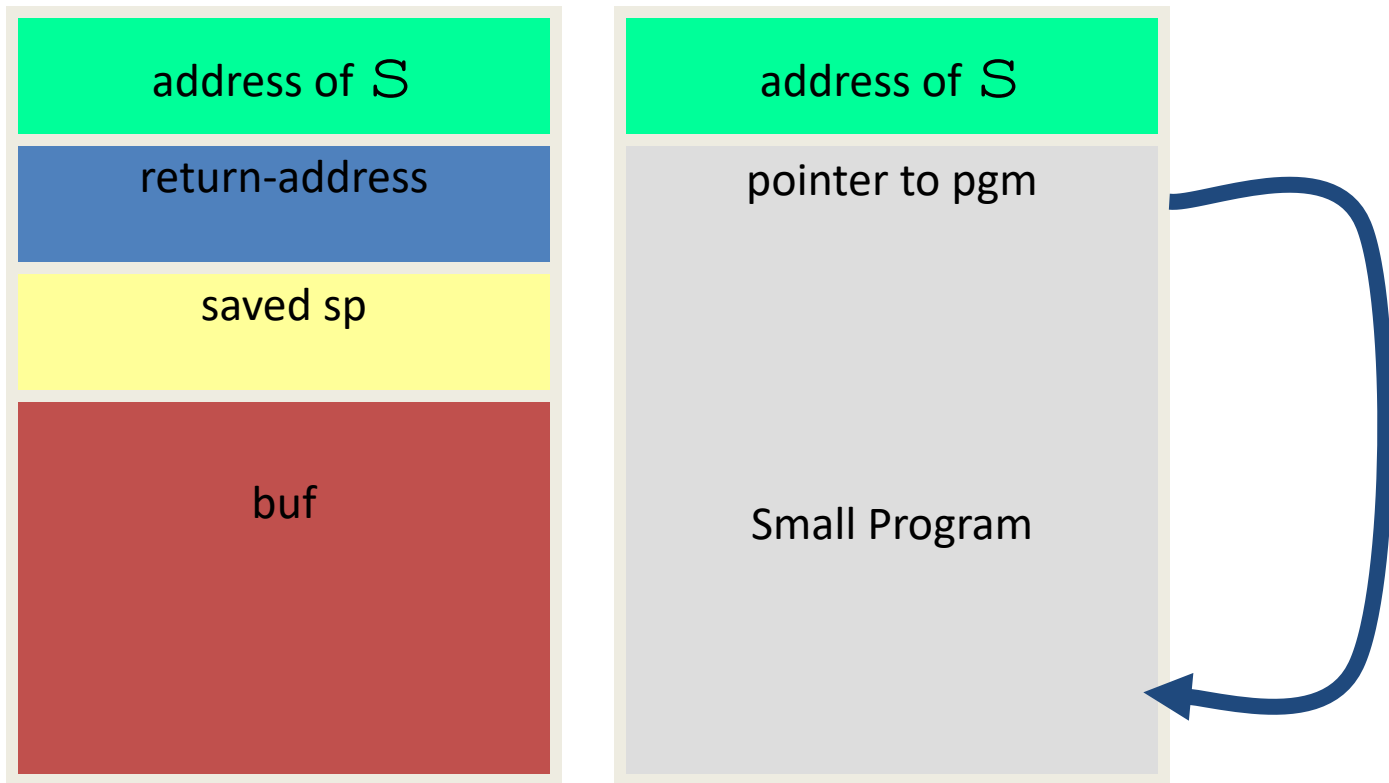 address of S
return-address
saved sp
buf
address of S
pointer to pgm
Small Program